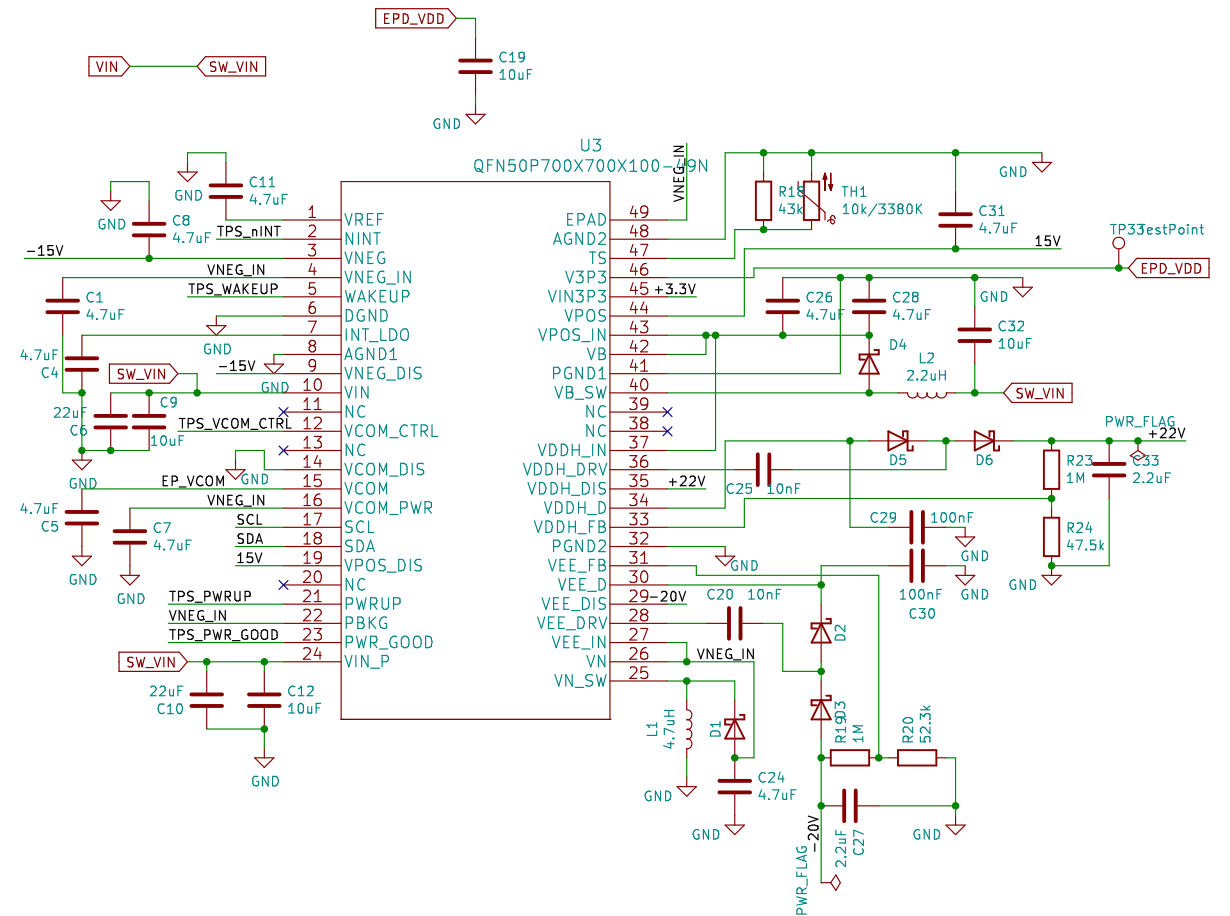 EPD_VDD
C19
10uF
GND
VIN
SW_VIN
U3
QFN50P700X700X100-49N
GND
C11
4.7uF
GND
C8
4.7uF
TPS_nINT
-15V
VNEG_IN
TPS_WAKEUP
C1
4.7uF
GND
4.7uF
C4
-15V
GND
SW_VIN
22uF
C6
C9
10uF
TPS_VCOM_CTRL
GND
GND
EP_VCOM
VNEG_IN
4.7uF
C5
GND
C7
4.7uF
GND
SCL
SDA
15V
TPS_PWRUP
VNEG_IN
TPS_PWR_GOOD
SW_VIN
22uF
C10
C12
10uF
GND
1 VREF
2 NINT
3 VNEG
4 VNEG_IN
5 WAKEUP
6 DGND
7 INT_LDO
8 AGND1
9 VNEG_DIS
10 VIN
11 NC
12 VCOM_CTRL
13 NC
14 VCOM_DIS
15 VCOM
16 VCOM_PWR
17 SCL
18 SDA
19 VPOS_DIS
20 NC
21 PWRUP
22 PBKG
23 PWR_GOOD
24 VIN_P
EPAD 49
AGND2 48
TS 47
V3P3 46
VIN3P3 45
VPOS 44
VPOS_IN 43
VB 42
PGND1 41
VB_SW 40
NC 39
NC 38
VDDH_IN 37
VDDH_DRV 36
VDDH_DIS 35
VDDH_D 34
VDDH_FB 33
PGND2 32
VEE_FB 31
VEE_D 30
VEE_DIS 29
VEE_DRV 28
VEE_IN 27
VN 26
VN_SW 25
VNEG_IN
R18
43k
TH1
10k/3380K
GND
C31
4.7uF
15V
TP33
TestPoint
EPD_VDD
+3.3V
C26
4.7uF
C28
4.7uF
GND
C32
10uF
D4
L2
2.2uH
SW_VIN
PWR_FLAG
+22V
D5
D6
R23
1M
C33
2.2uF
C25
10nF
+22V
C29
100nF
GND
R24
47.5k
GND
GND
100nF
C30
GND
-20V
C20
10nF
D2
VNEG_IN
D3
L1
4.7uH
D1
R19
1M
R20
52.3k
GND
C24
4.7uF
GND
-20V
2.2uF
C27
GND
PWR_FLAG